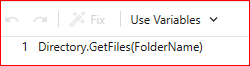 Fix Use Variables
1 Directory.GetFiles(FolderName)